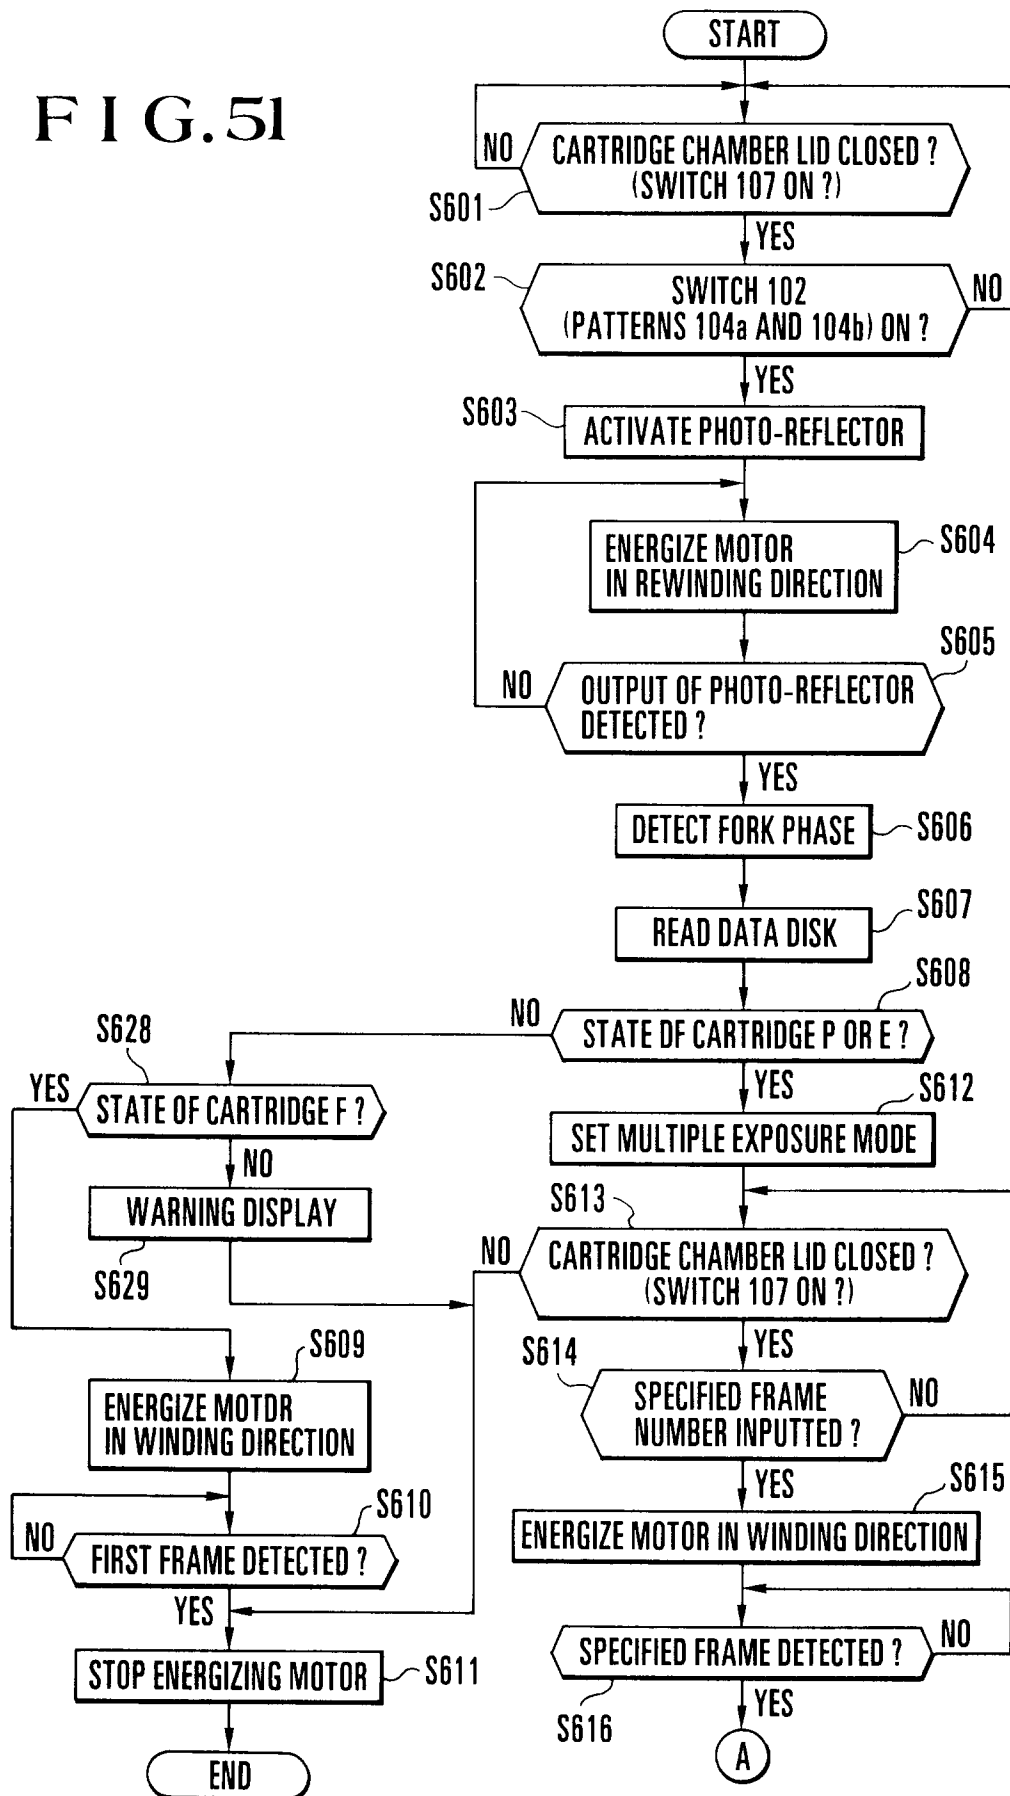 START
FIG.51
NO
CARTRIDGE CHAMBER LID CLOSED ?
(SWITCH 107 ON ?)
S601
YES
S602
SWITCH 102
(PATTERNS 104a AND 104b) ON ?
NO
YES
S603
ACTIVATE PHOTO-REFLECTOR
ENERGIZE MOTOR
IN REWINDING DIRECTION
S604
S605
NO
OUTPUT OF PHOTO-REFLECTOR
DETECTED ?
YES
DETECT FORK PHASE
S606
S607
READ DATA DISK
S608
NO
STATE DF CARTRIDGE P OR E ?
S628
YES
STATE OF CARTRIDGE F ?
YES
S612
SET MULTIPLE EXPOSURE MODE
NO
WARNING DISPLAY
S629
S613
NO
CARTRIDGE CHAMBER LID CLOSED ?
(SWITCH 107 ON ?)
YES
S609
ENERGIZE MOTDR
IN WINDING DIRECTION
S614
SPECIFIED FRAME
NUMBER INPUTTED ?
NO
YES
S615
ENERGIZE MOTOR IN WINDING DIRECTION
S610
NO
FIRST FRAME DETECTED ?
YES
SPECIFIED FRAME DETECTED ?
NO
S616
YES
STOP ENERGIZING MOTOR
S611
A
END